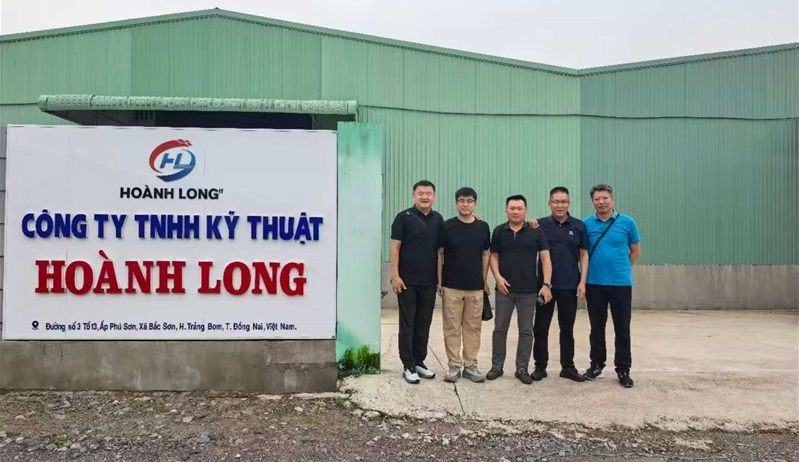 HL
HOÀNH LONG"
CÔNG TY TNHH KỸ THUẬT
HOÀNH LONG
Đường số 3 Tổ 13, Ấp Phú Sơn, Xã Bắc Sơn, H. Trảng Bom, T. Đồng Nai, Việt Nam.